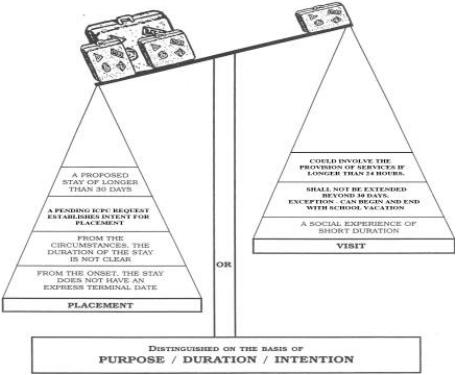 A PROPOSED
STAY OF LONGER
THAN 30 DAYS
A PENDING ICPC REQUEST
ESTABLISHES INTENT FOR
PLACEMENT
FROM THE
CIRCUMSTANCES, THE
DURATION OF THE STAY
IS NOT CLEAR
FROM THE ONSET, THE STAY
DOES NOT HAVE AN
EXPRESS TERMINAL DATE
PLACEMENT
OR
COULD INVOLVE THE
PROVISION OF SERVICES IF
LONGER THAN 24 HOURS.
SHALL NOT BE EXTENDED
BEYOND 30 DAYS;
EXCEPTION - CAN BEGIN AND END
WITH SCHOOL VACATION
A SOCIAL EXPERIENCE OF
SHORT DURATION
VISIT
DISTINGUISHED ON THE BASIS OF
PURPOSE / DURATION / INTENTION